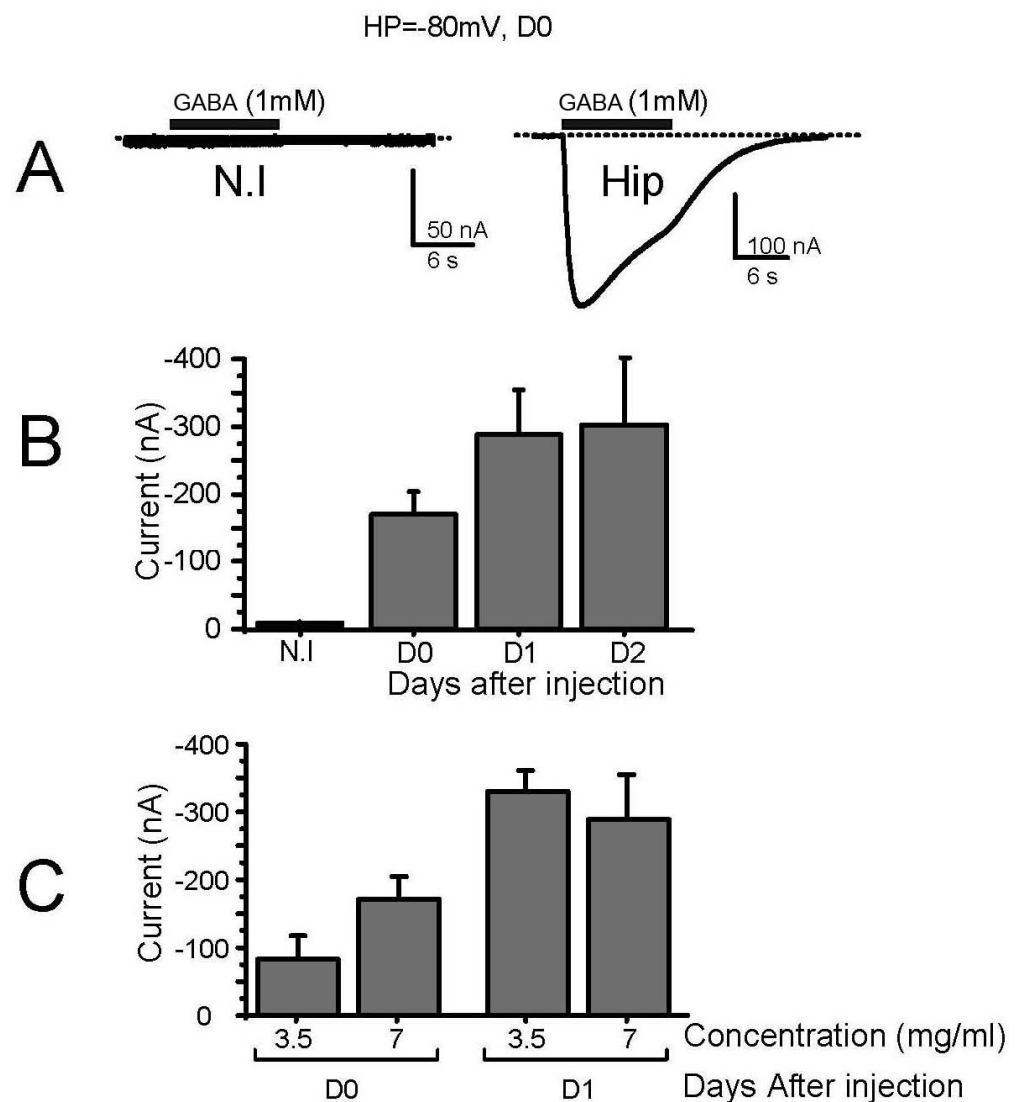 HP=-80mV, D0
GABA (1mM)
GABA (1mM)
A
N.I
Hip
50 nA
6 s
100 nA
6 s
B
Current (nA)
-400
-300
-200
-100
0
N.I
D0
D1
D2
Days after injection
C
Current (nA)
-400
-300
-200
-100
0
3.5
7
3.5
7
Concentration (mg/ml)
D0
D1
Days After injection